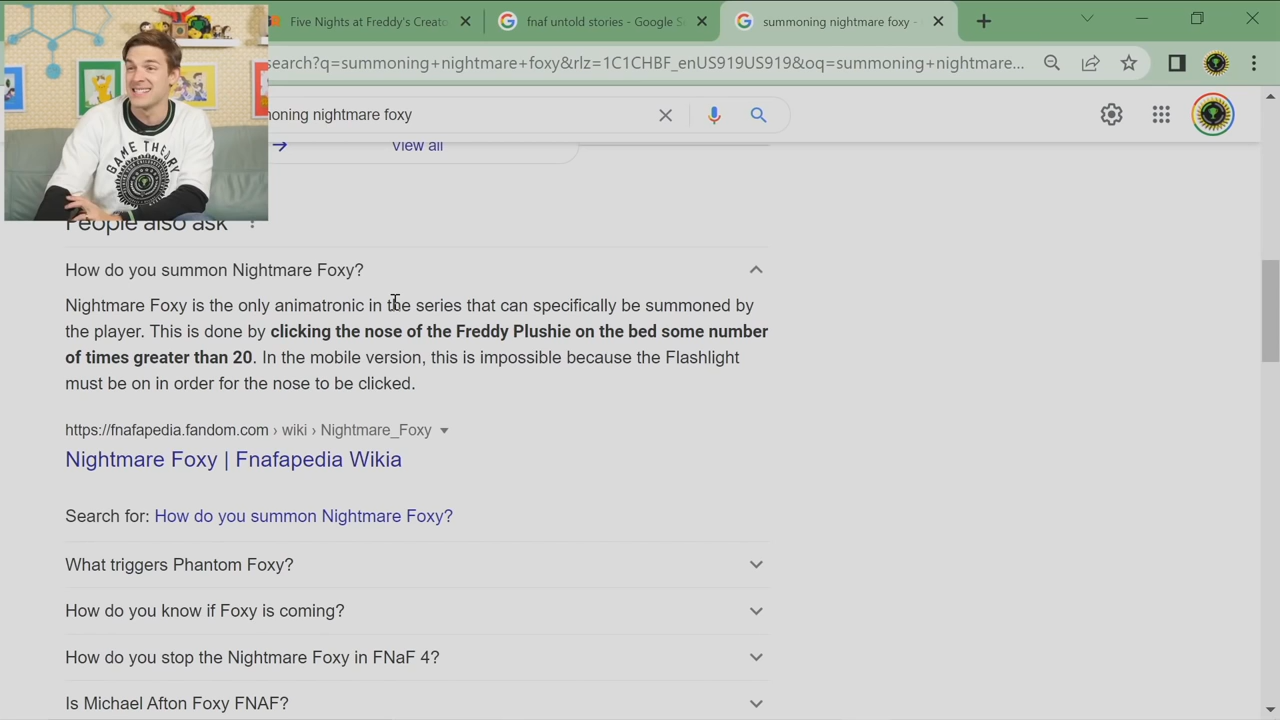 Five Nights at Freddy's Creato
fnaf untold stories - Google S
summoning nightmare foxy -
search?q=summoning+nightmare+foxy&rlz=1C1CHBF_enUS919US919&oq=summoning+nightmare...
oning nightmare foxy
View all
GAME THEORY
People also ask
How do you summon Nightmare Foxy?
Nightmare Foxy is the only animatronic in the series that can specifically be summoned by
the player. This is done by clicking the nose of the Freddy Plushie on the bed some number
of times greater than 20. In the mobile version, this is impossible because the Flashlight
must be on in order for the nose to be clicked.
https://fnafapedia.fandom.com › wiki › Nightmare_Foxy
Nightmare Foxy | Fnafapedia Wikia
Search for: How do you summon Nightmare Foxy?
What triggers Phantom Foxy?
How do you know if Foxy is coming?
How do you stop the Nightmare Foxy in FNaF 4?
Is Michael Afton Foxy FNAF?